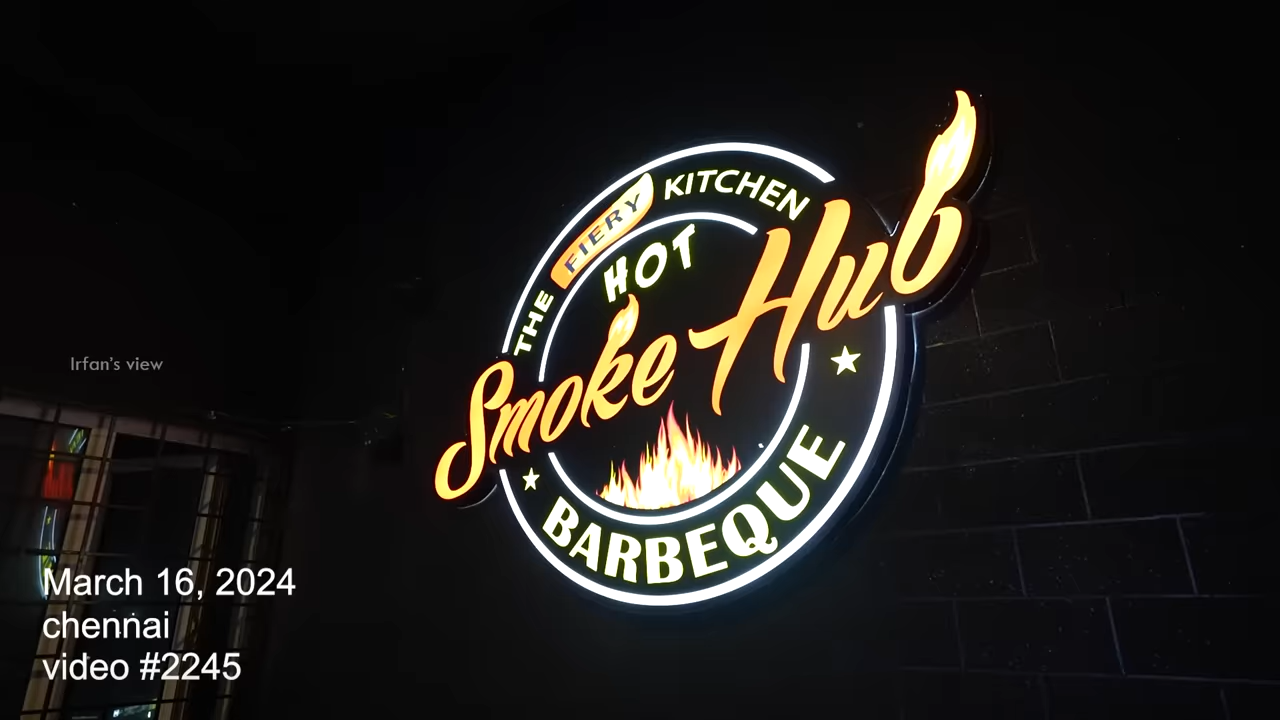 THE FIERY KITCHEN
HOT
Smoke Hub
BARBEQUE
Irfan's view
March 16, 2024
chennai
video #2245